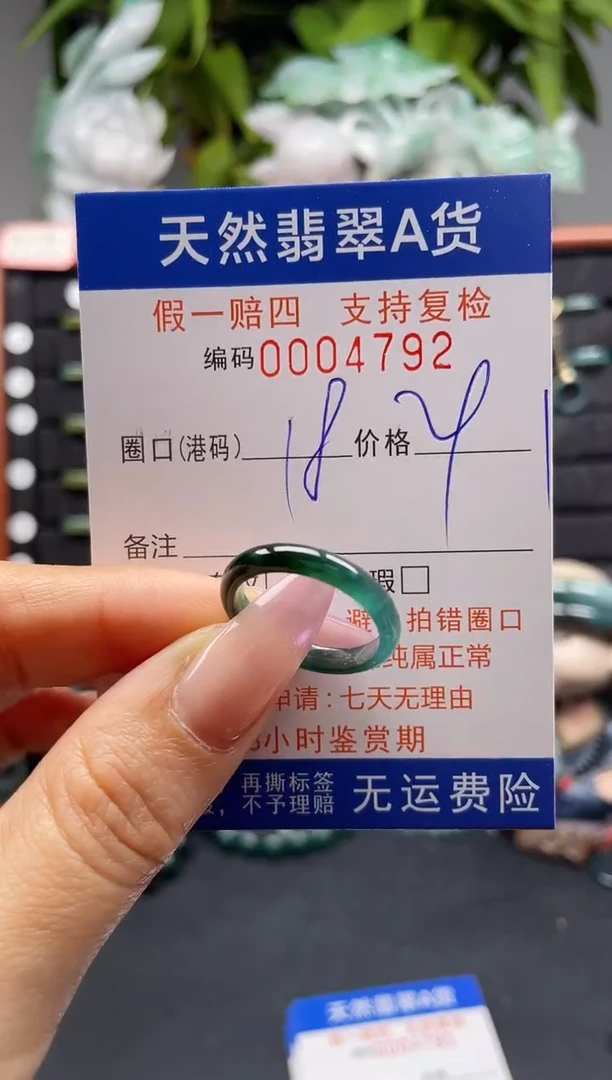 天然翡翠A货
假一赔四 支持复检
编码0004792
圈口(港码) 18 价格
备注
瑕□
避 拍错圈口
纯属正常
申请：七天无理由
小时鉴赏期
再撕标签
，不予理赔
无运费险
天然翡翠A货